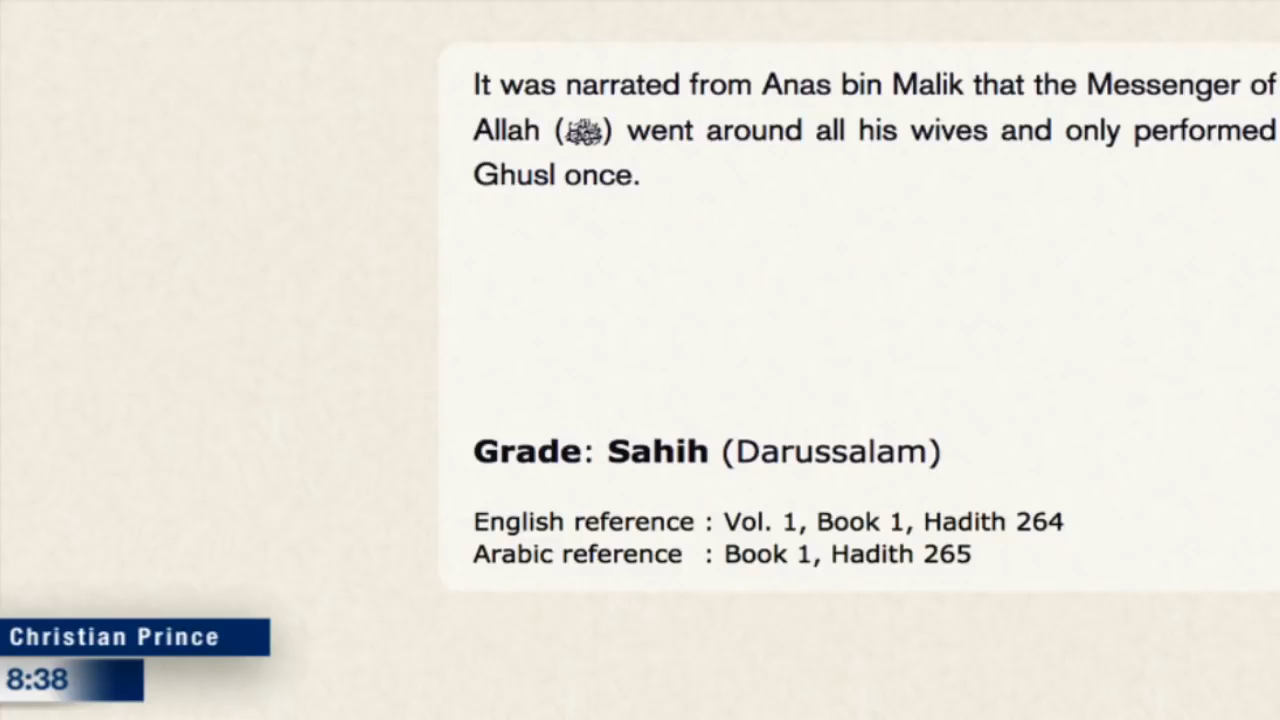 It was narrated from Anas bin Malik that the Messenger of
Allah (ﷺ) went around all his wives and only performed
Ghusl once.
Grade: Sahih (Darussalam)
English reference : Vol. 1, Book 1, Hadith 264
Arabic reference : Book 1, Hadith 265
Christian Prince
8:38